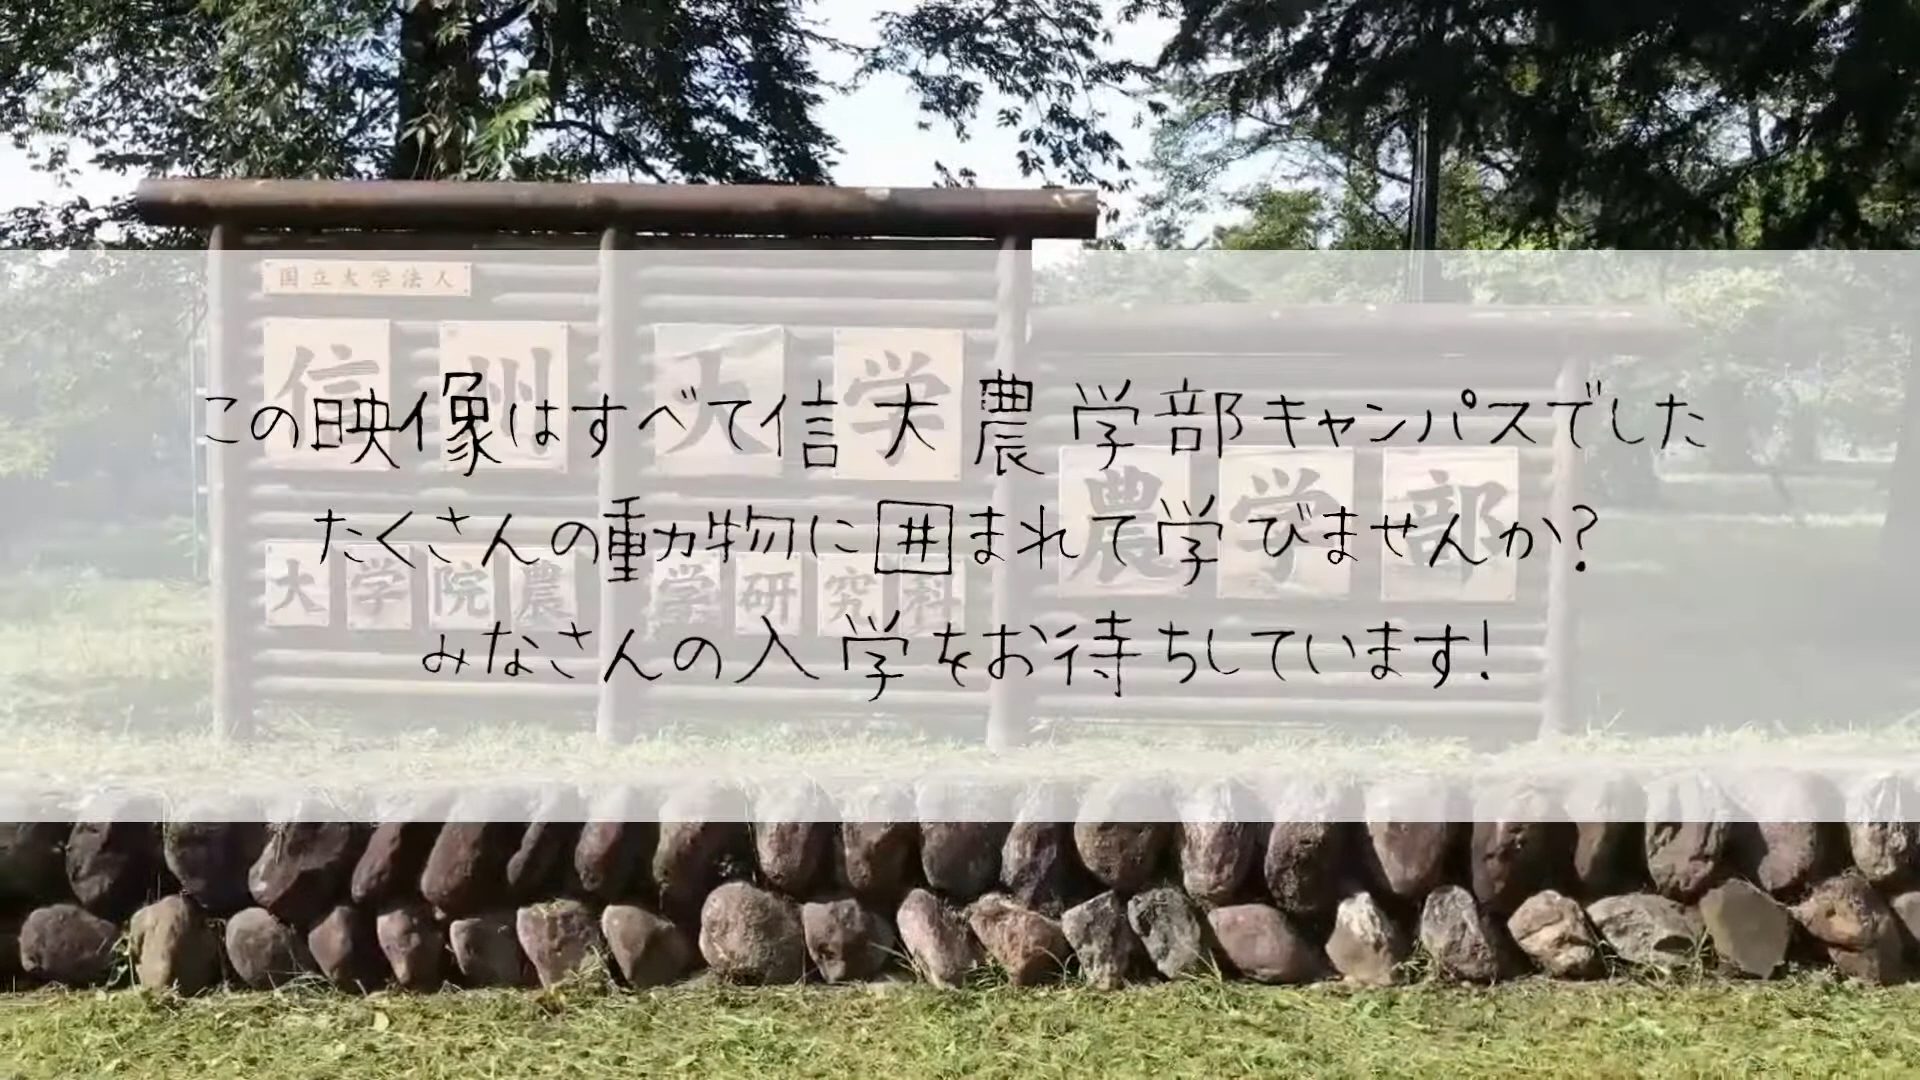 国立大学法人
信州大学
農学部
大学院農学研究科
この映像はすべて信大農学部キャンパスでした
たくさんの動物に囲まれて学びませんか?
みなさんの入学をお待ちしています!